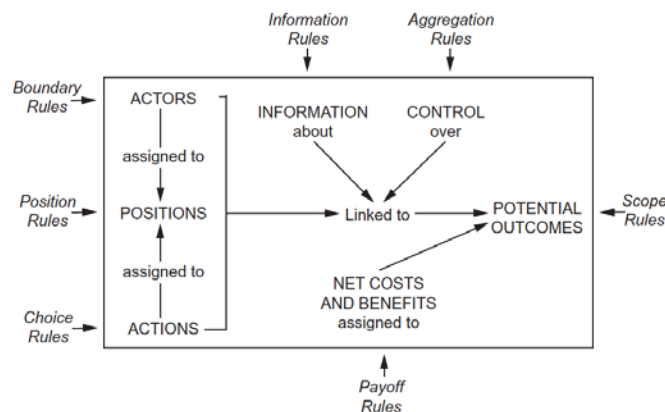 Information
Rules
Aggregation
Rules
Boundary
Rules
ACTORS
INFORMATION
about
CONTROL
over
assigned to
Position
Rules
POSITIONS
Linked to
POTENTIAL
OUTCOMES
Scope
Rules
assigned to
NET COSTS
AND BENEFITS
assigned to
Choice
Rules
ACTIONS
Payoff
Rules